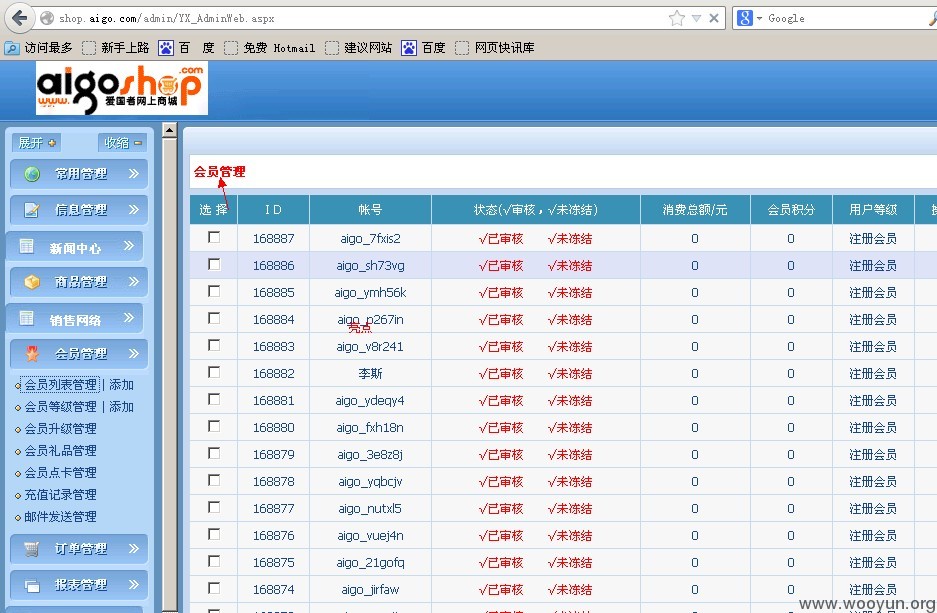 shop.aigo.com/admin/YX_AdminWeb.aspx
Google
访问最多 新手上路 百 度 免费 Hotmail 建议网站 百度 网页快讯库
aigoshop.com
www.
爱国者网上商城
展开 收缩
常用管理
信息管理
新闻中心
商品管理
销售网络
会员管理
会员列表管理 | 添加
会员等级管理 | 添加
会员升级管理
会员礼品管理
会员点卡管理
充值记录管理
邮件发送管理
订单管理
报表管理
会员管理
选 择 I D 帐号 状态(√审核，√未冻结) 消费总额/元 会员积分 用户等级
168887 aigo_7fxis2 √已审核 √未冻结 0 0 注册会员
168886 aigo_sh73vg √已审核 √未冻结 0 0 注册会员
168885 aigo_ymh56k √已审核 √未冻结 0 0 注册会员
168884 aigo_p267in √已审核 √未冻结 0 0 注册会员
亮点
168883 aigo_v8r241 √已审核 √未冻结 0 0 注册会员
168882 李斯 √已审核 √未冻结 0 0 注册会员
168881 aigo_ydeqy4 √已审核 √未冻结 0 0 注册会员
168880 aigo_fxh18n √已审核 √未冻结 0 0 注册会员
168879 aigo_3e8z8j √已审核 √未冻结 0 0 注册会员
168878 aigo_yqbcjv √已审核 √未冻结 0 0 注册会员
168877 aigo_nutxl5 √已审核 √未冻结 0 0 注册会员
168876 aigo_vuej4n √已审核 √未冻结 0 0 注册会员
168875 aigo_21gofq √已审核 √未冻结 0 0 注册会员
168874 aigo_jirfaw √已审核 √未冻结 0 0 注册会员
www.wooyun.org